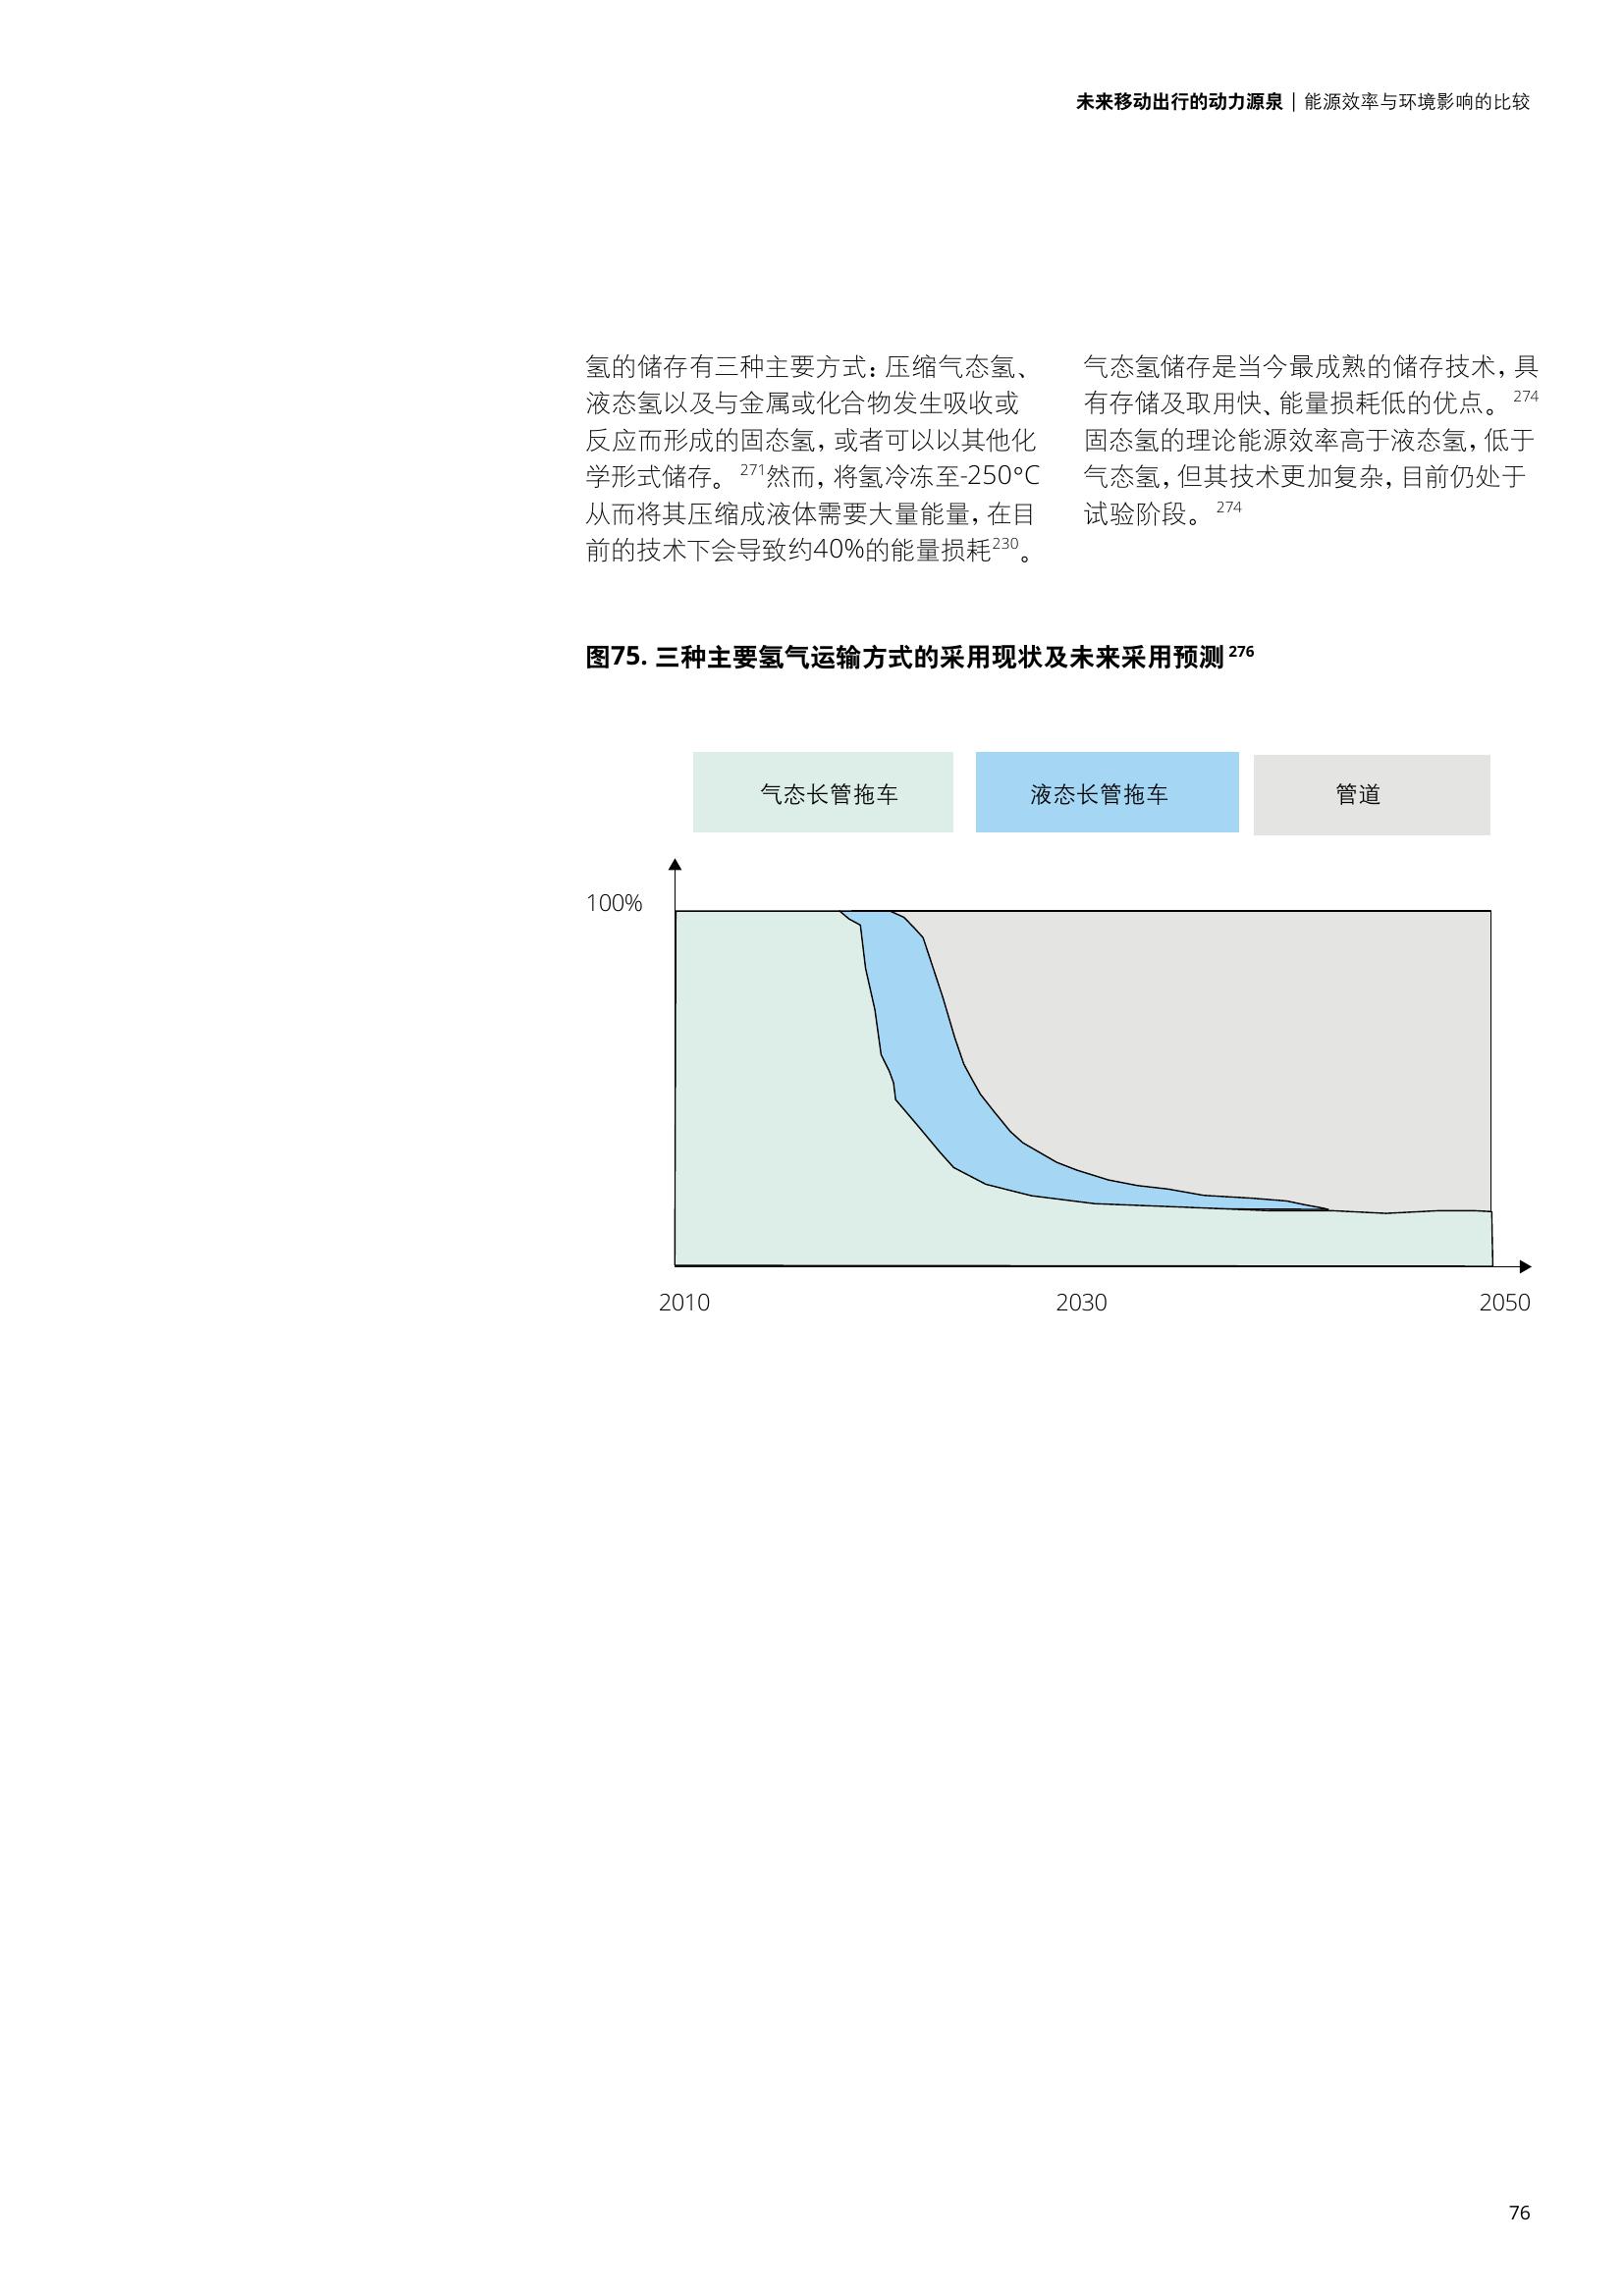 未来移动出行的动力源泉 | 能源效率与环境影响的比较
氢的储存有三种主要方式：压缩气态氢、
液态氢以及与金属或化合物发生吸收或
反应而形成的固态氢，或者可以以其他化
学形式储存。271然而，将氢冷冻至-250°C
从而将其压缩成液体需要大量能量，在目
前的技术下会导致约40%的能量损耗230。
气态氢储存是当今最成熟的储存技术，具
有存储及取用快、能量损耗低的优点。274
固态氢的理论能源效率高于液态氢，低于
气态氢，但其技术更加复杂，目前仍处于
试验阶段。274
图75. 三种主要氢气运输方式的采用现状及未来采用预测276
气态长管拖车
液态长管拖车
管道
100%
2010
2030
2050
76